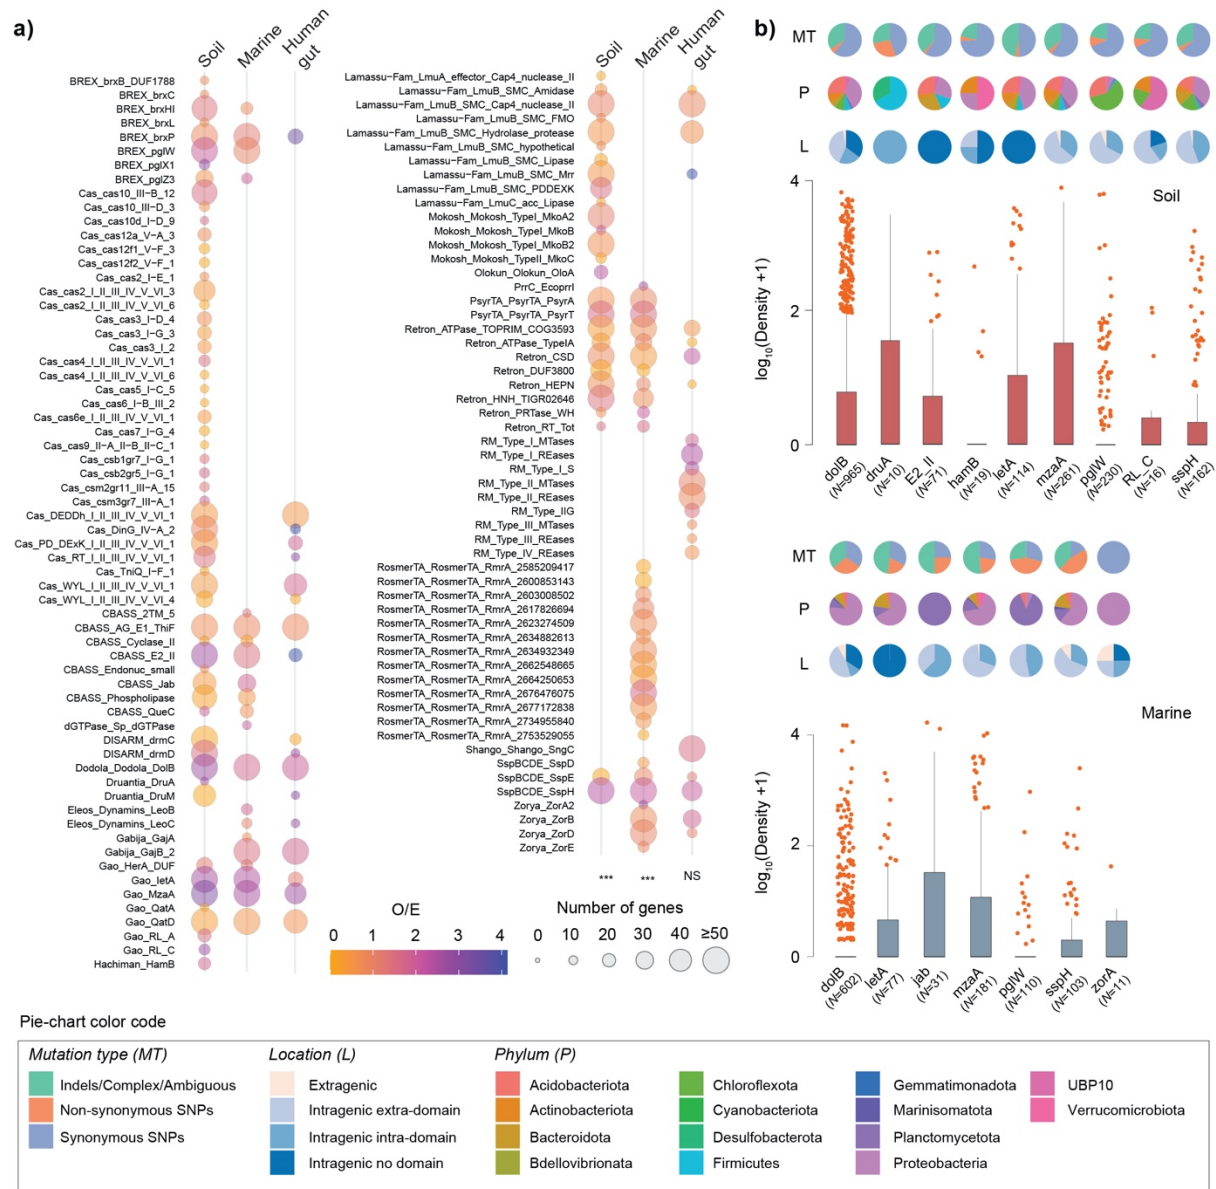 a)
Soil
Marine
Human gut
BREX_brxB_DUF1788
BREX_brxC
BREX_brxHI
BREX_brxL
BREX_brxP
BREX_pglW
BREX_pglX1
BREX_pglZ3
Cas_cas10_III−B_12
Cas_cas10_III−D_3
Cas_cas10d_I−D_9
Cas_cas12a_V−A_3
Cas_cas12f1_V−F_3
Cas_cas12f2_V−F_1
Cas_cas2_I−E_1
Cas_cas2_I_II_III_IV_V_VI_3
Cas_cas2_I_II_III_IV_V_VI_6
Cas_cas3_I−D_4
Cas_cas3_I−G_3
Cas_cas3_I_2
Cas_cas4_I_II_III_IV_V_VI_1
Cas_cas4_I_II_III_IV_V_VI_6
Cas_cas5_I−C_5
Cas_cas6_I−B_III_2
Cas_cas6e_I_II_III_IV_V_VI_1
Cas_cas7_I−G_4
Cas_cas9_II−A_II−B_II−C_1
Cas_csb1gr7_I−G_1
Cas_csb2gr5_I−G_1
Cas_csm2gr11_III−A_15
Cas_csm3gr7_III−A_1
Cas_DEDDh_I_II_III_IV_V_VI_1
Cas_DinG_IV−A_2
Cas_PD_DExK_I_II_III_IV_V_VI_1
Cas_RT_I_II_III_IV_V_VI_1
Cas_TniQ_I−F_1
Cas_WYL_I_II_III_IV_V_VI_1
Cas_WYL_I_II_III_IV_V_VI_4
CBASS_2TM_5
CBASS_AG_E1_ThiF
CBASS_Cyclase_II
CBASS_E2_II
CBASS_Endonuc_small
CBASS_Jab
CBASS_Phospholipase
CBASS_QueC
dGTPase_Sp_dGTPase
DISARM_drmC
DISARM_drmD
Dodola_Dodola_DolB
Druantia_DruA
Druantia_DruM
Eleos_Dynamins_LeoB
Eleos_Dynamins_LeoC
Gabija_GajA
Gabija_GajB_2
Gao_HerA_DUF
Gao_IetA
Gao_MzaA
Gao_QatA
Gao_QatD
Gao_RL_A
Gao_RL_C
Hachiman_HamB
Soil
Marine
Human gut
Lamassu-Fam_LmuA_effector_Cap4_nuclease_II
Lamassu-Fam_LmuB_SMC_Amidase
Lamassu-Fam_LmuB_SMC_Cap4_nuclease_II
Lamassu-Fam_LmuB_SMC_FMO
Lamassu-Fam_LmuB_SMC_Hydrolase_protease
Lamassu-Fam_LmuB_SMC_hypothetical
Lamassu-Fam_LmuB_SMC_Lipase
Lamassu-Fam_LmuB_SMC_Mrr
Lamassu-Fam_LmuB_SMC_PDDEXK
Lamassu-Fam_LmuC_acc_Lipase
Mokosh_Mokosh_TypeI_MkoA2
Mokosh_Mokosh_TypeI_MkoB
Mokosh_Mokosh_TypeI_MkoB2
Mokosh_Mokosh_TypeII_MkoC
Olokun_Olokun_OloA
PrrC_EcoprrI
PsyrTA_PsyrTA_PsyrA
PsyrTA_PsyrTA_PsyrT
Retron_ATPase_TOPRIM_COG3593
Retron_ATPase_TypeIA
Retron_CSD
Retron_DUF3800
Retron_HEPN
Retron_HNH_TIGR02646
Retron_PRTase_WH
Retron_RT_Tot
RM_Type_I_MTases
RM_Type_I_REases
RM_Type_I_S
RM_Type_II_MTases
RM_Type_II_REases
RM_Type_IIG
RM_Type_III_MTases
RM_Type_III_REases
RM_Type_IV_REases
RosmerTA_RosmerTA_RmrA_2585209417
RosmerTA_RosmerTA_RmrA_2600853143
RosmerTA_RosmerTA_RmrA_2603008502
RosmerTA_RosmerTA_RmrA_2617826694
RosmerTA_RosmerTA_RmrA_2623274509
RosmerTA_RosmerTA_RmrA_2634882613
RosmerTA_RosmerTA_RmrA_2634932349
RosmerTA_RosmerTA_RmrA_2662548665
RosmerTA_RosmerTA_RmrA_2664250653
RosmerTA_RosmerTA_RmrA_2676476075
RosmerTA_RosmerTA_RmrA_2677172838
RosmerTA_RosmerTA_RmrA_2734955840
RosmerTA_RosmerTA_RmrA_2753529055
Shango_Shango_SngC
SspBCDE_SspD
SspBCDE_SspE
SspBCDE_SspH
Zorya_ZorA2
Zorya_ZorB
Zorya_ZorD
Zorya_ZorE
*** *** NS
O/E
0 1 2 3 4
Number of genes
0 10 20 30 40 ≥50
b)
MT
P
L
Soil
log10(Density +1)
4
2
0
dolB (N=965)
druA (N=10)
E2_II (N=71)
hamB (N=19)
IetA (N=114)
mzaA (N=261)
pglW (N=230)
RL_C (N=16)
sspH (N=162)
MT
P
L
Marine
log10(Density +1)
4
2
0
dolB (N=602)
IetA (N=77)
jab (N=31)
mzaA (N=181)
pglW (N=110)
sspH (N=103)
zorA (N=11)
Pie-chart color code
Mutation type (MT)
Indels/Complex/Ambiguous
Non-synonymous SNPs
Synonymous SNPs
Location (L)
Extragenic
Intragenic extra-domain
Intragenic intra-domain
Intragenic no domain
Phylum (P)
Acidobacteriota
Actinobacteriota
Bacteroidota
Bdellovibrionata
Chloroflexota
Cyanobacteriota
Desulfobacterota
Firmicutes
Gemmatimonadota
Marinisomatota
Planctomycetota
Proteobacteria
UBP10
Verrucomicrobiota